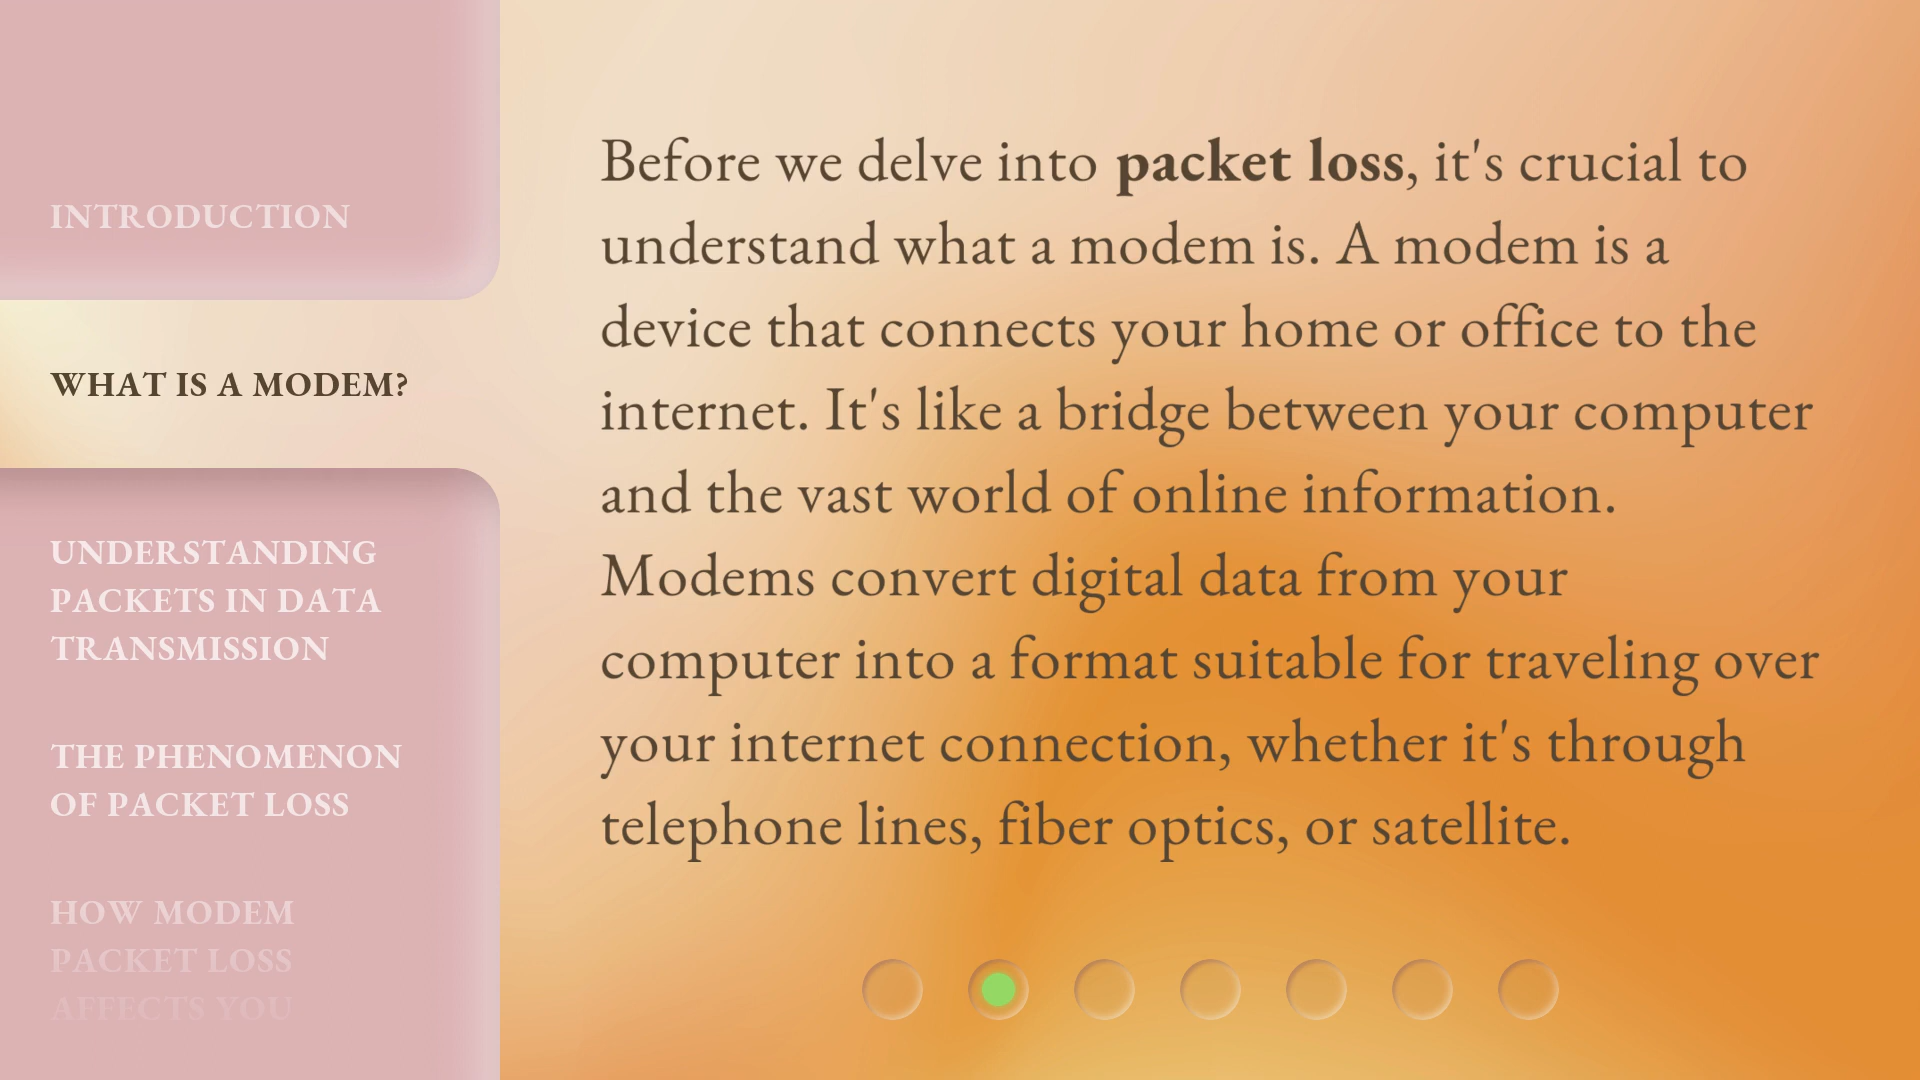 INTRODUCTION
WHAT IS A MODEM?
UNDERSTANDING
PACKETS IN DATA
TRANSMISSION
THE PHENOMENON
OF PACKET LOSS
HOW MODEM
PACKET LOSS
AFFECTS YOU
Before we delve into packet loss, it's crucial to
understand what a modem is. A modem is a
device that connects your home or office to the
internet. It's like a bridge between your computer
and the vast world of online information.
Modems convert digital data from your
computer into a format suitable for traveling over
your internet connection, whether it's through
telephone lines, fiber optics, or satellite.